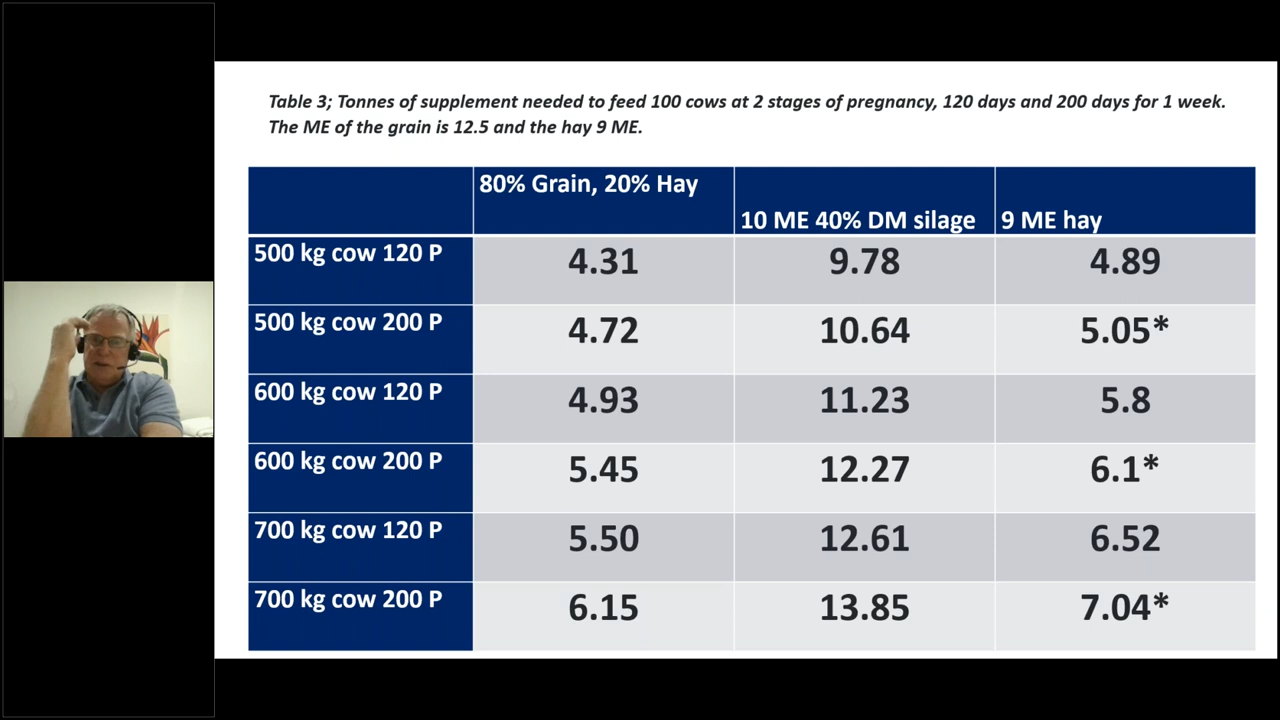 Table 3; Tonnes of supplement needed to feed 100 cows at 2 stages of pregnancy, 120 days and 200 days for 1 week.
The ME of the grain is 12.5 and the hay 9 ME.
80% Grain, 20% Hay
10 ME 40% DM silage
9 ME hay
500 kg cow 120 P
4.31
9.78
4.89
500 kg cow 200 P
4.72
10.64
5.05*
600 kg cow 120 P
4.93
11.23
5.8
600 kg cow 200 P
5.45
12.27
6.1*
700 kg cow 120 P
5.50
12.61
6.52
700 kg cow 200 P
6.15
13.85
7.04*